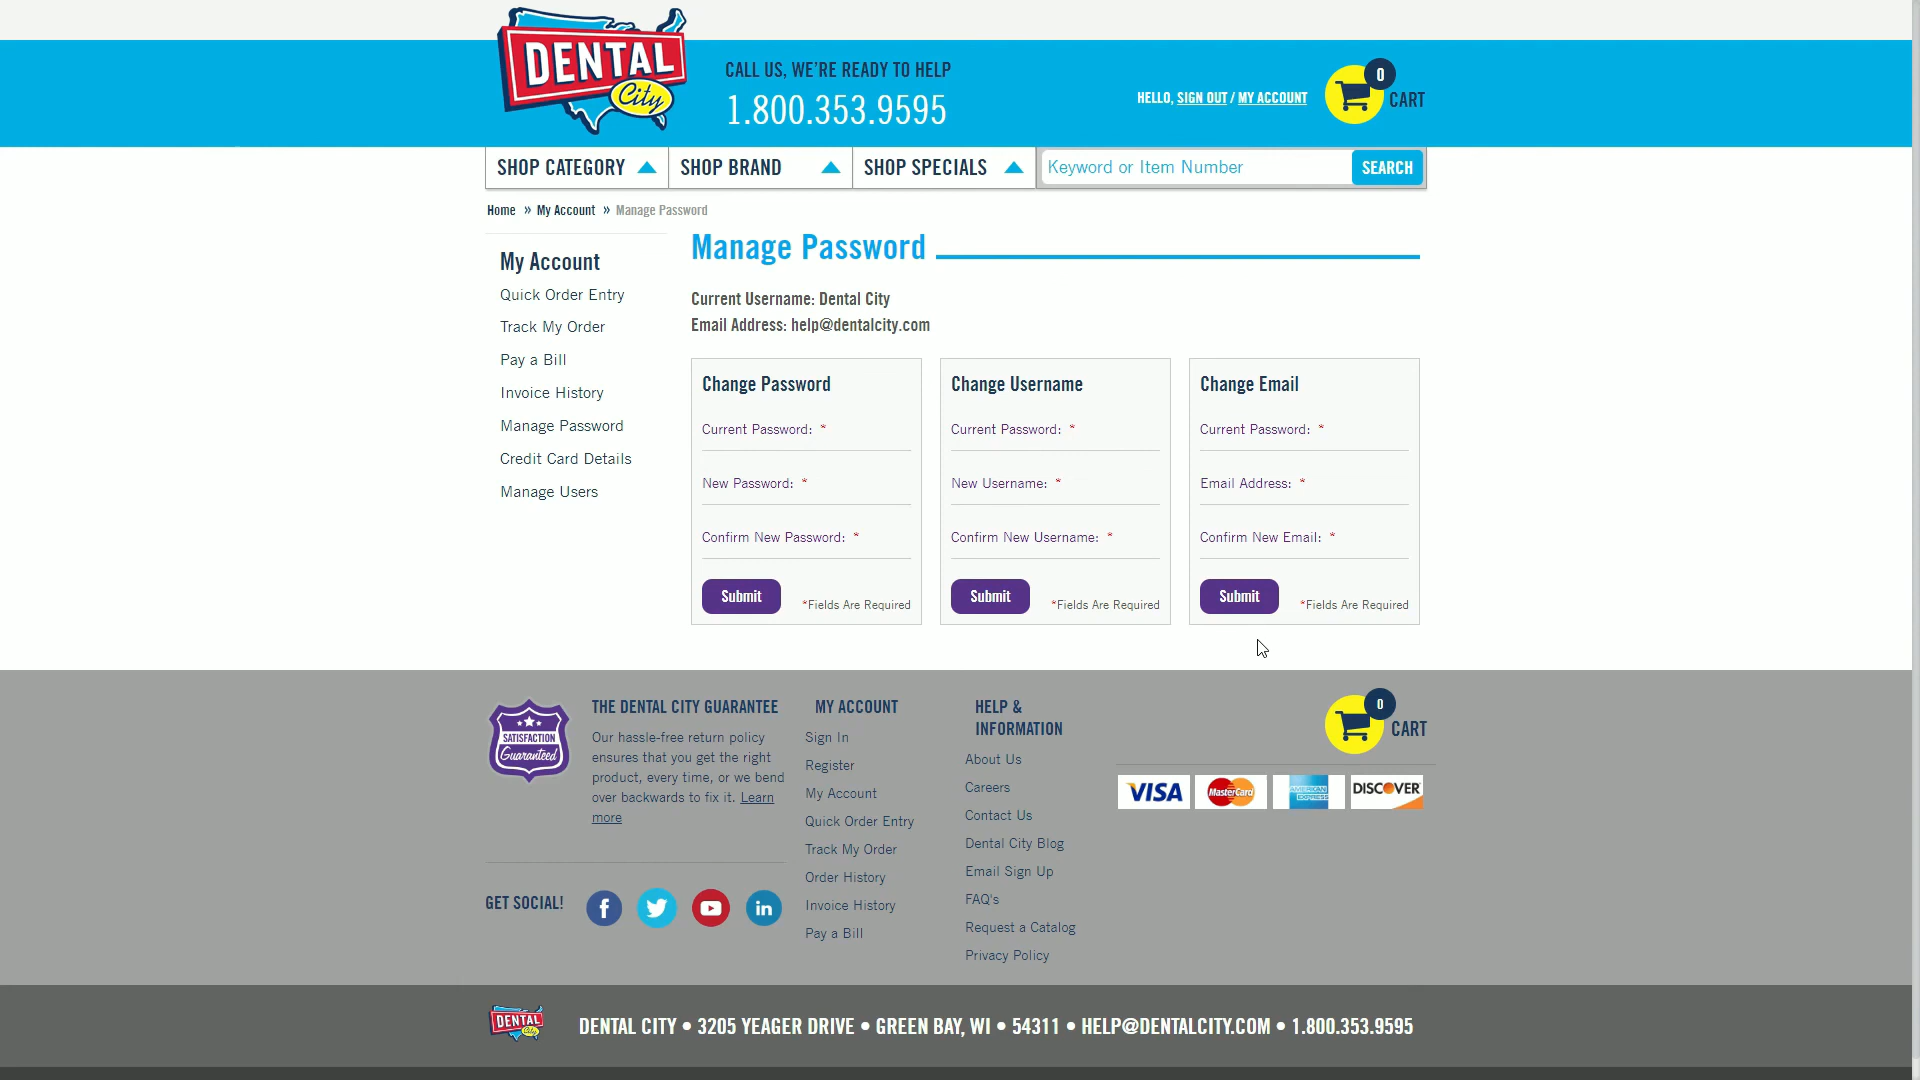 DENTAL
City
CALL US, WE'RE READY TO HELP
1.800.353.9595
HELLO, SIGN OUT / MY ACCOUNT
0
CART
SHOP CATEGORY
SHOP BRAND
SHOP SPECIALS
Keyword or Item Number
SEARCH
Home » My Account » Manage Password
My Account
Quick Order Entry
Track My Order
Pay a Bill
Invoice History
Manage Password
Credit Card Details
Manage Users
Manage Password
Current Username: Dental City
Email Address: help@dentalcity.com
Change Password
Current Password: *
New Password: *
Confirm New Password: *
Submit
*Fields Are Required
Change Username
Current Password: *
New Username: *
Confirm New Username: *
Submit
*Fields Are Required
Change Email
Current Password: *
Email Address: *
Confirm New Email: *
Submit
*Fields Are Required
SATISFACTION
Guaranteed
THE DENTAL CITY GUARANTEE
Our hassle-free return policy
ensures that you get the right
product, every time, or we bend
over backwards to fix it. Learn
more
GET SOCIAL!
f
in
MY ACCOUNT
Sign In
Register
My Account
Quick Order Entry
Track My Order
Order History
Invoice History
Pay a Bill
HELP &
INFORMATION
About Us
Careers
Contact Us
Dental City Blog
Email Sign Up
FAQ's
Request a Catalog
Privacy Policy
0
CART
VISA
MasterCard
AMERICAN
EXPRESS
DISCOVER
DENTAL
City
DENTAL CITY • 3205 YEAGER DRIVE • GREEN BAY, WI • 54311 • HELP@DENTALCITY.COM • 1.800.353.9595